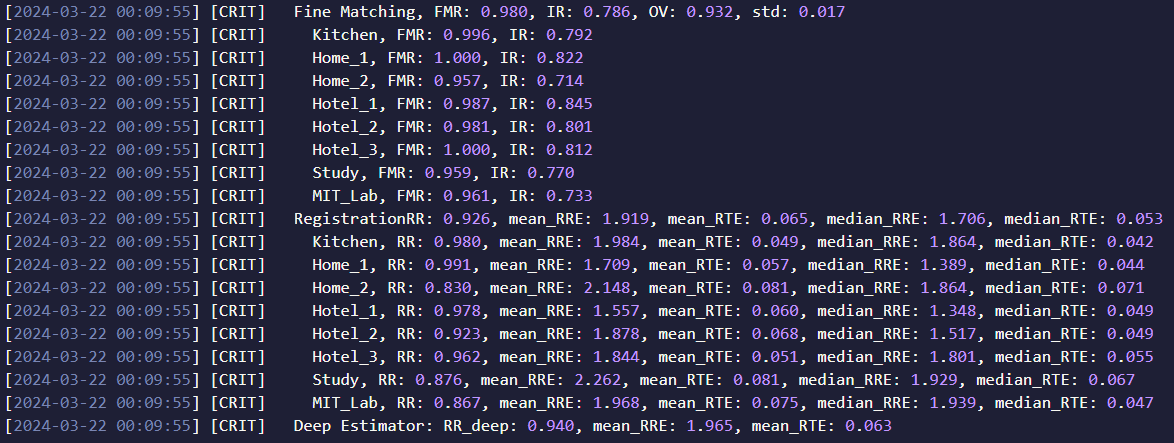 [2024-03-22 00:09:55] [CRIT] Fine Matching, FMR: 0.980, IR: 0.786, OV: 0.932, std: 0.017
[2024-03-22 00:09:55] [CRIT] Kitchen, FMR: 0.996, IR: 0.792
[2024-03-22 00:09:55] [CRIT] Home_1, FMR: 1.000, IR: 0.822
[2024-03-22 00:09:55] [CRIT] Home_2, FMR: 0.957, IR: 0.714
[2024-03-22 00:09:55] [CRIT] Hotel_1, FMR: 0.987, IR: 0.845
[2024-03-22 00:09:55] [CRIT] Hotel_2, FMR: 0.981, IR: 0.801
[2024-03-22 00:09:55] [CRIT] Hotel_3, FMR: 1.000, IR: 0.812
[2024-03-22 00:09:55] [CRIT] Study, FMR: 0.959, IR: 0.770
[2024-03-22 00:09:55] [CRIT] MIT_Lab, FMR: 0.961, IR: 0.733
[2024-03-22 00:09:55] [CRIT] RegistrationRR: 0.926, mean_RRE: 1.919, mean_RTE: 0.065, median_RRE: 1.706, median_RTE: 0.053
[2024-03-22 00:09:55] [CRIT] Kitchen, RR: 0.980, mean_RRE: 1.984, mean_RTE: 0.049, median_RRE: 1.864, median_RTE: 0.042
[2024-03-22 00:09:55] [CRIT] Home_1, RR: 0.991, mean_RRE: 1.709, mean_RTE: 0.057, median_RRE: 1.389, median_RTE: 0.044
[2024-03-22 00:09:55] [CRIT] Home_2, RR: 0.830, mean_RRE: 2.148, mean_RTE: 0.081, median_RRE: 1.864, median_RTE: 0.071
[2024-03-22 00:09:55] [CRIT] Hotel_1, RR: 0.978, mean_RRE: 1.557, mean_RTE: 0.060, median_RRE: 1.348, median_RTE: 0.049
[2024-03-22 00:09:55] [CRIT] Hotel_2, RR: 0.923, mean_RRE: 1.878, mean_RTE: 0.068, median_RRE: 1.517, median_RTE: 0.049
[2024-03-22 00:09:55] [CRIT] Hotel_3, RR: 0.962, mean_RRE: 1.844, mean_RTE: 0.051, median_RRE: 1.801, median_RTE: 0.055
[2024-03-22 00:09:55] [CRIT] Study, RR: 0.876, mean_RRE: 2.262, mean_RTE: 0.081, median_RRE: 1.929, median_RTE: 0.067
[2024-03-22 00:09:55] [CRIT] MIT_Lab, RR: 0.867, mean_RRE: 1.968, mean_RTE: 0.075, median_RRE: 1.939, median_RTE: 0.047
[2024-03-22 00:09:55] [CRIT] Deep Estimator: RR_deep: 0.940, mean_RRE: 1.965, mean_RTE: 0.063